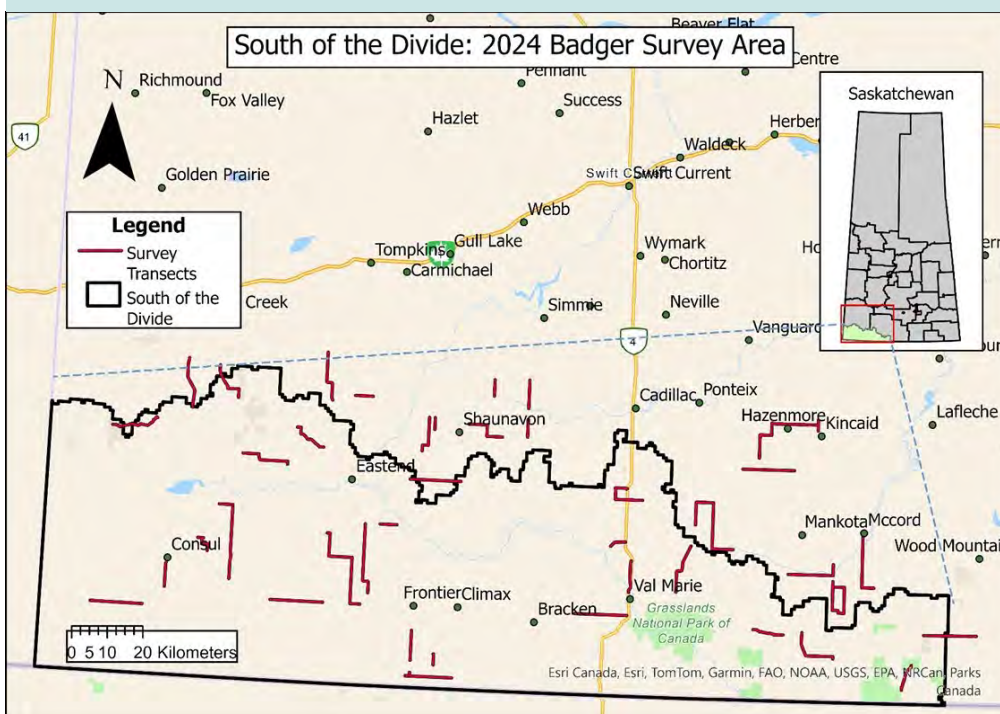 Beaver Flat
South of the Divide: 2024 Badger Survey Area
Centre
N
Richmound
Pennant
Fox Valley
Success
Saskatchewan
41
Hazlet
Herber
Waldeck
Golden Prairie
Swift Current
Webb
Legend
Survey
Transects
South of the
Divide
Tompkins
Gull Lake
Carmichael
Wymark
Chortitz
Creek
Simmie
Neville
Vanguard
4
Cadillac
Ponteix
Shaunavon
Hazenmore
Kincaid
Lafleche
Eastend
Mankota
Mccord
Consul
Wood Mountai
Frontier
Climax
Bracken
Val Marie
Grasslands
National Park of
Canada
0 5 10 20 Kilometers
Esri Canada, Esri, TomTom, Garmin, FAO, NOAA, USGS, EPA, NRCan, Parks
Canada